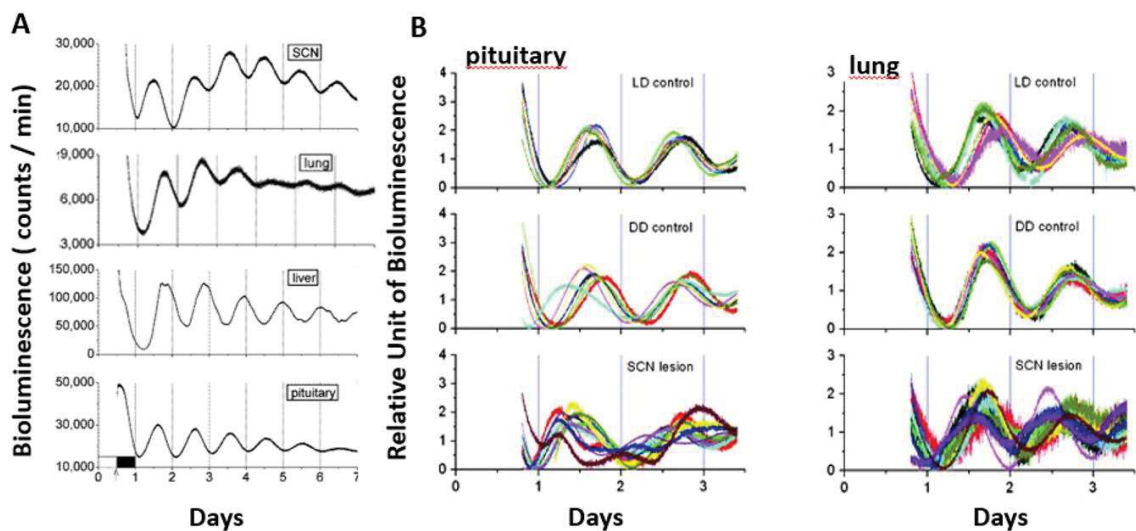 A
Bioluminescence ( counts / min)
SCN
30,000
20,000
10,000
lung
9,000
6,000
3,000
liver
150,000
100,000
50,000
0
pituitary
50,000
30,000
10,000
0 1 2 3 4 5 6 7
Days
B
Relative Unit of Bioluminescence
pituitary
4
3
2
1
0
LD control
4
3
2
1
0
DD control
4
3
2
1
0
SCN lesion
0 1 2 3
Days
lung
3
2
1
0
LD control
3
2
1
0
DD control
3
2
1
0
SCN lesion
0 1 2 3
Days